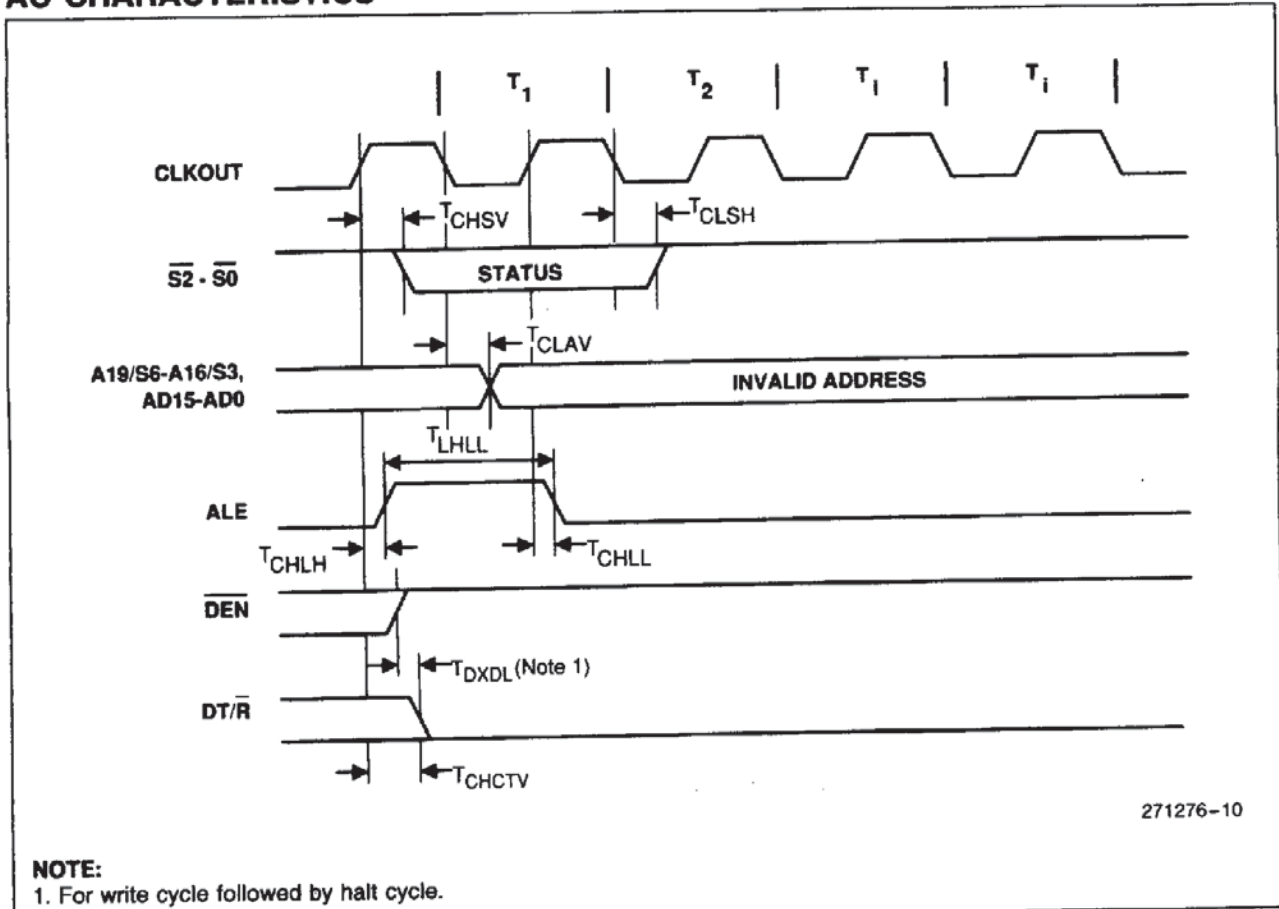 AC CHARACTERISTICS
T1 T2 TI Ti
CLKOUT
TCHSV TCLSH
S2 - S0 STATUS
TCLAV
A19/S6-A16/S3,
AD15-AD0
INVALID ADDRESS
TLHLL
ALE
TCHLH TCHLL
DEN
TDXDL (Note 1)
DT/R
TCHCTV
271276-10
NOTE:
1. For write cycle followed by halt cycle.